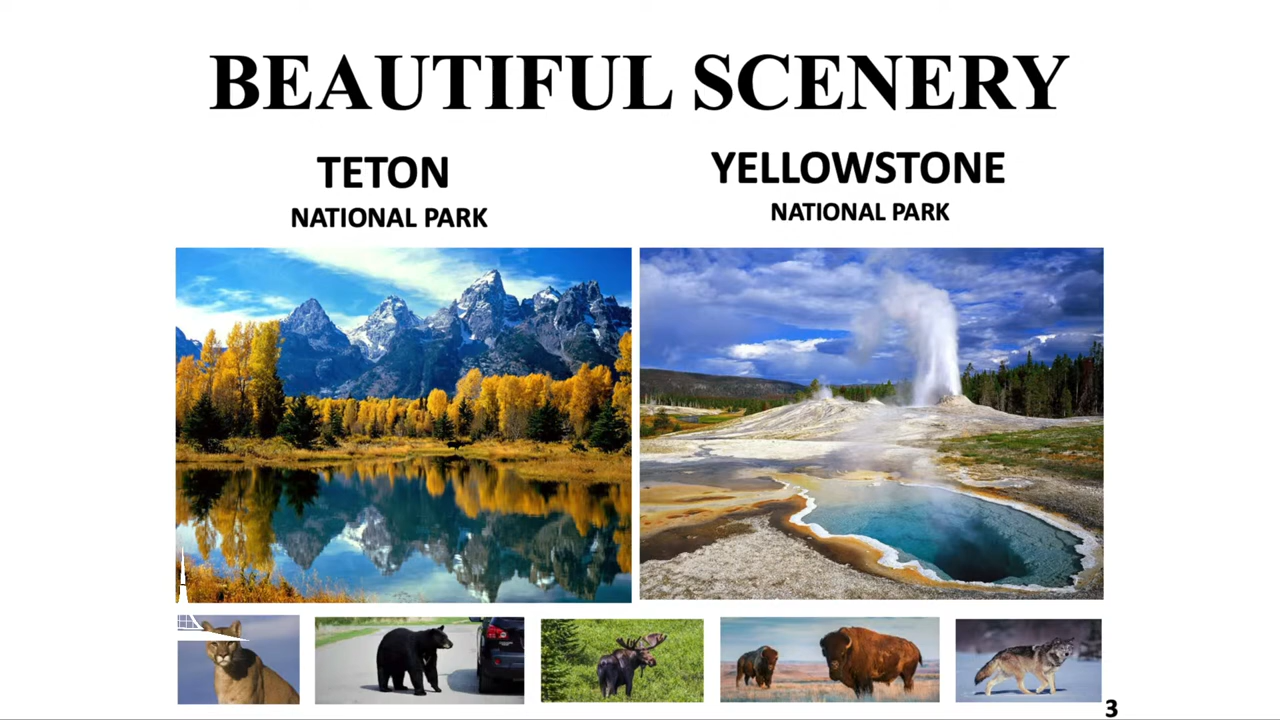 BEAUTIFUL SCENERY
TETON
NATIONAL PARK
YELLOWSTONE
NATIONAL PARK
3